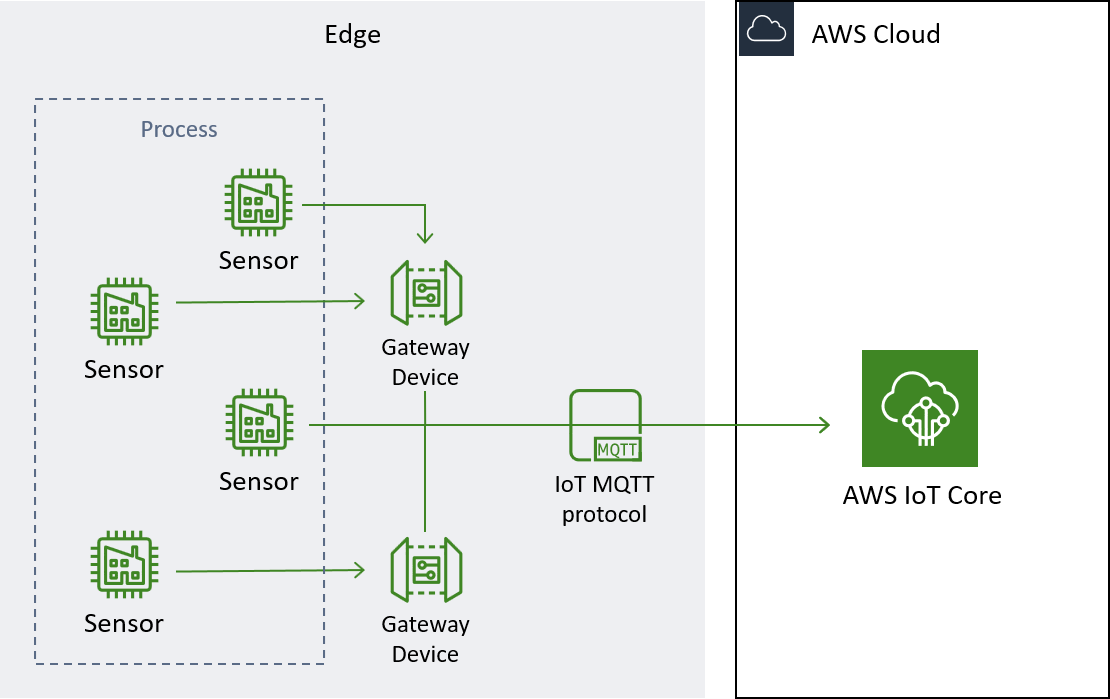 Edge
AWS Cloud
Process
Sensor
Sensor
Gateway
Device
Sensor
MQTT
IoT MQTT
protocol
AWS IoT Core
Sensor
Gateway
Device